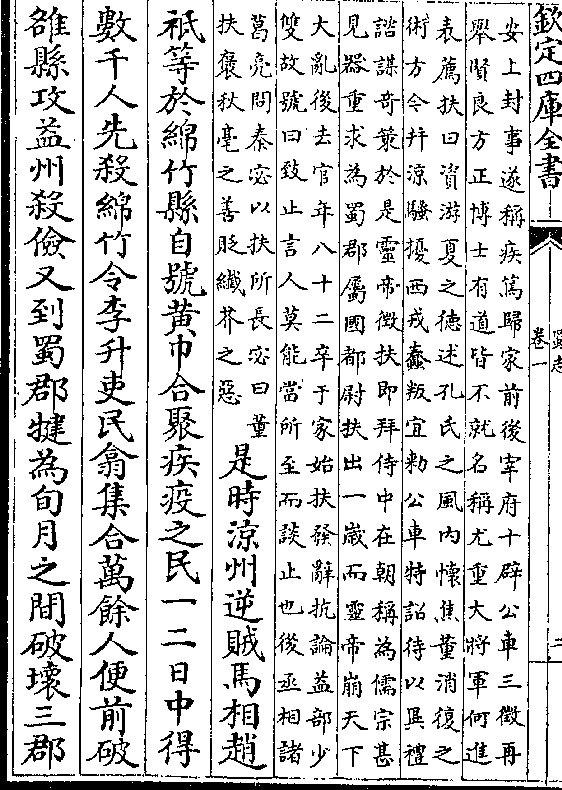 欽定四庫全書
蜀志
卷一
二
安上封事遂稱疾篤歸家前後宰府十辟公車三徵再
舉賢良方正博士有道皆不就名稱尤重大將軍何進
表薦扶曰資游夏之德述孔氏之風内懷焦董消復之
術方今并涼騷擾西戎蠢叛宜勅公車特詔待以異禮
諮謀奇策於是靈帝徵扶即拜侍中在朝稱為儒宗甚
見器重求為蜀郡屬國都尉扶出一嵗而靈帝崩天下
大亂後去官年八十二卒于家始扶發辭抗論益部少
雙故號曰致止言人莫能當所至而談止也後丞相諸
葛亮問秦宓以扶所長宓曰董
扶褒秋毫之善貶纖芥之惡
是時涼州逆賊馬相趙
祇等於綿竹縣自號黄巾合聚疾疫之民一二日中得
數千人先殺綿竹令李升吏民翕集合萬餘人便前破
雒縣攻益州殺儉又到蜀郡犍為旬月之間破壞三郡